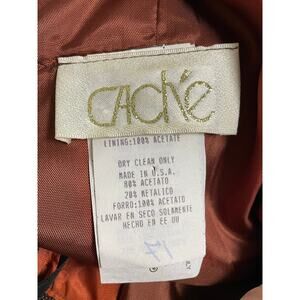 CACHÉ
LINING:100% ACETATE
DRY CLEAN ONLY
MADE IN U.S.A.
80% ACETATO
20% METALICO
FORRO:100% ACETATO
LAVAR EN SECO SOLAMENTE
HECHO EN EE UU
17